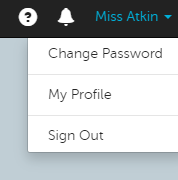 ? Miss Atkin
Change Password
My Profile
Sign Out